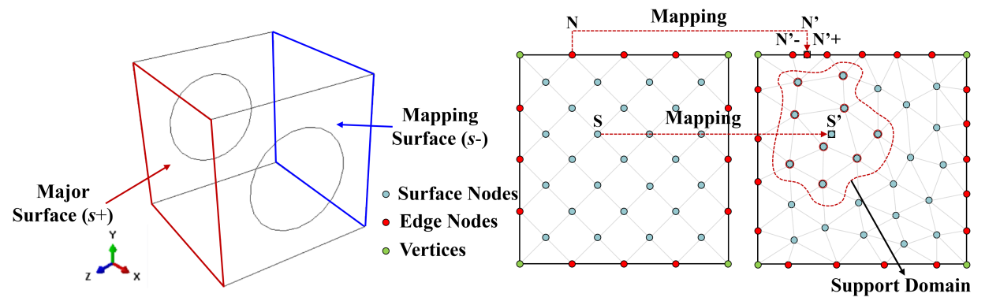 Mapping
Surface (s-)
Major
Surface (s+)
Y
Z
X
Surface Nodes
Edge Nodes
Vertices
N
Mapping
N’
N’-
N’+
S
Mapping
S’
Support Domain